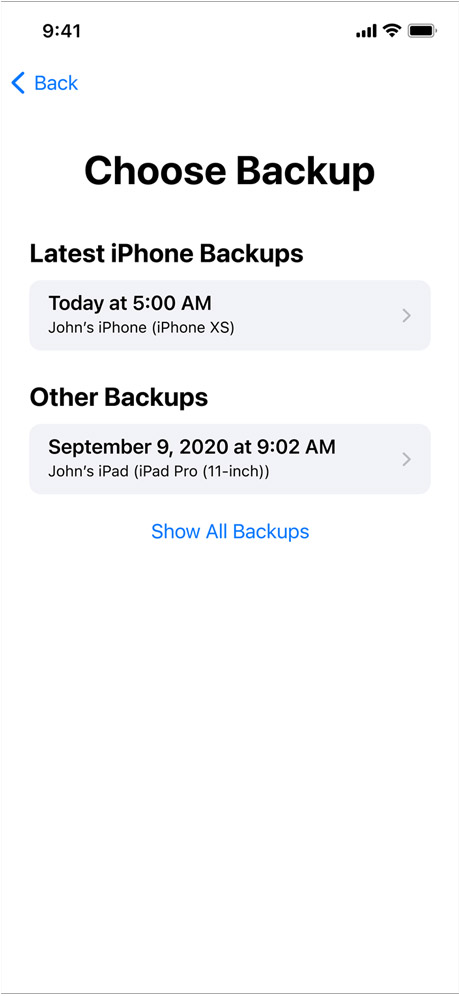 9:41
Back
Choose Backup
Latest iPhone Backups
Today at 5:00 AM
John’s iPhone (iPhone XS)
Other Backups
September 9, 2020 at 9:02 AM
John’s iPad (iPad Pro (11-inch))
Show All Backups